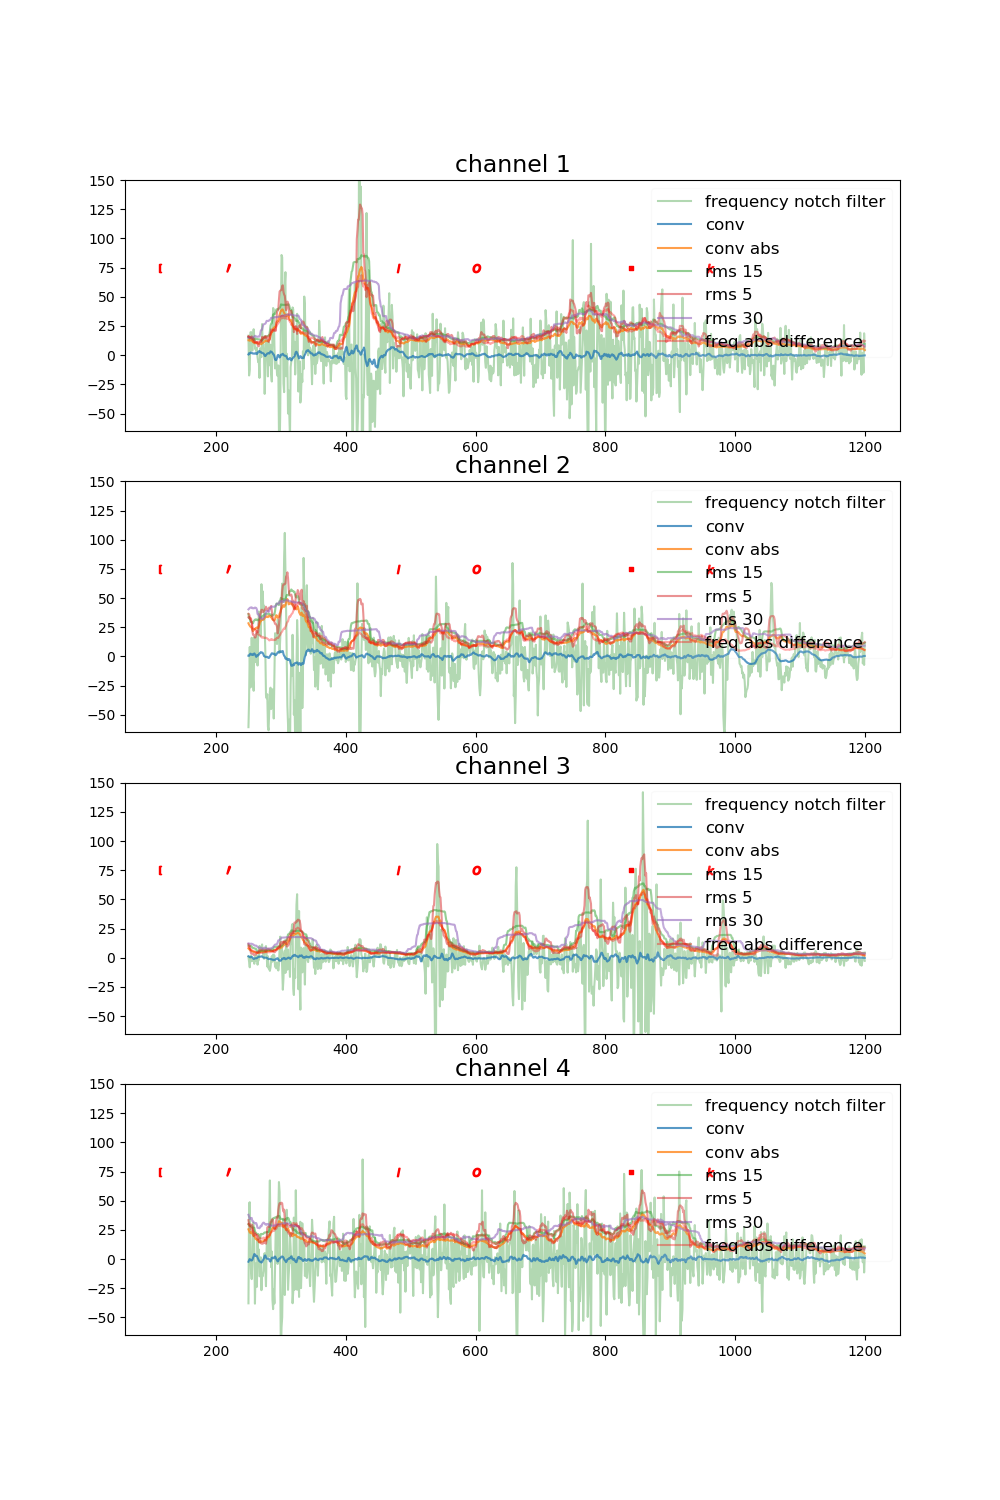 channel 1
150
125
100
75
50
25
0
−25
−50
frequency notch filter
conv
conv abs
rms 15
rms 5
rms 30
freq abs difference
[ ' l o . k
200 400 600 800 1000 1200
channel 2
150
125
100
75
50
25
0
−25
−50
frequency notch filter
conv
conv abs
rms 15
rms 5
rms 30
freq abs difference
[ ' l o . k
200 400 600 800 1000 1200
channel 3
150
125
100
75
50
25
0
−25
−50
frequency notch filter
conv
conv abs
rms 15
rms 5
rms 30
freq abs difference
[ ' l o . k
200 400 600 800 1000 1200
channel 4
150
125
100
75
50
25
0
−25
−50
frequency notch filter
conv
conv abs
rms 15
rms 5
rms 30
freq abs difference
[ ' l o . k
200 400 600 800 1000 1200